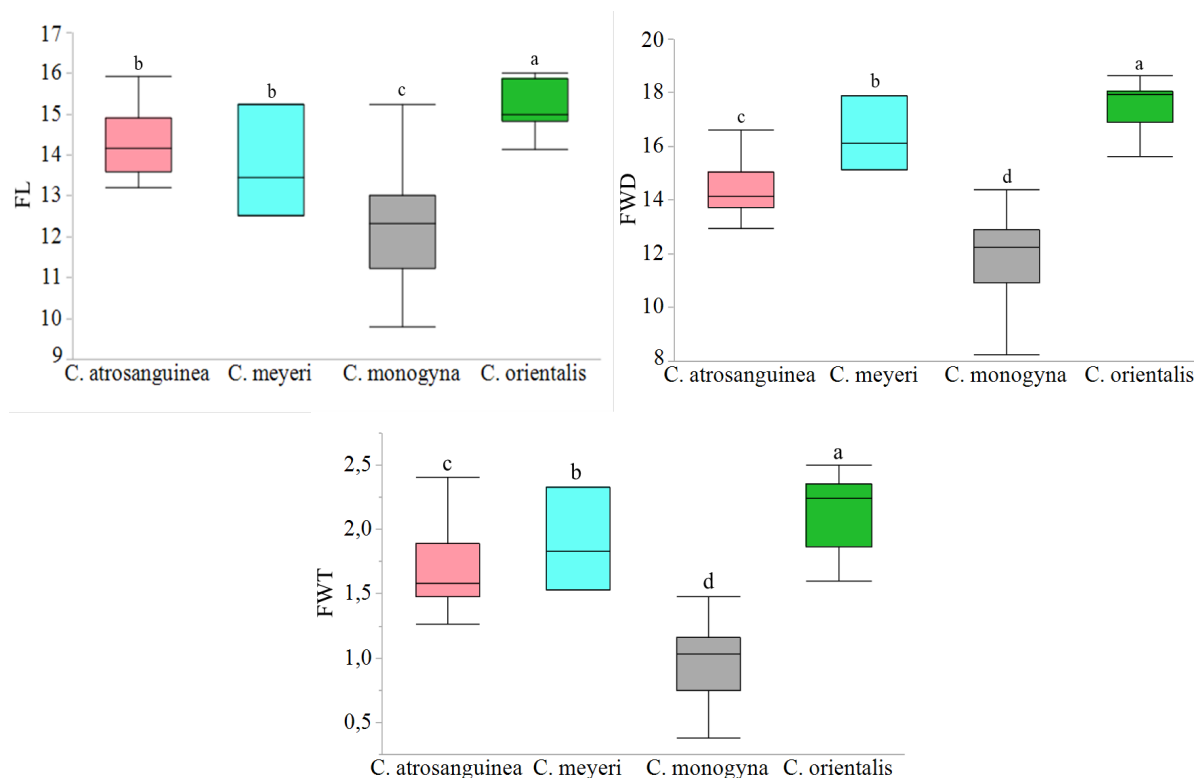 17
16
15
14
13
12
11
10
9
FL
b
b
c
a
C. atrosanguinea C. meyeri C. monogyna C. orientalis
20
18
16
14
12
10
8
FWD
c
b
d
a
C. atrosanguinea C. meyeri C. monogyna C. orientalis
2,5
2,0
1,5
1,0
0,5
FWT
c
b
d
a
C. atrosanguinea C. meyeri C. monogyna C. orientalis